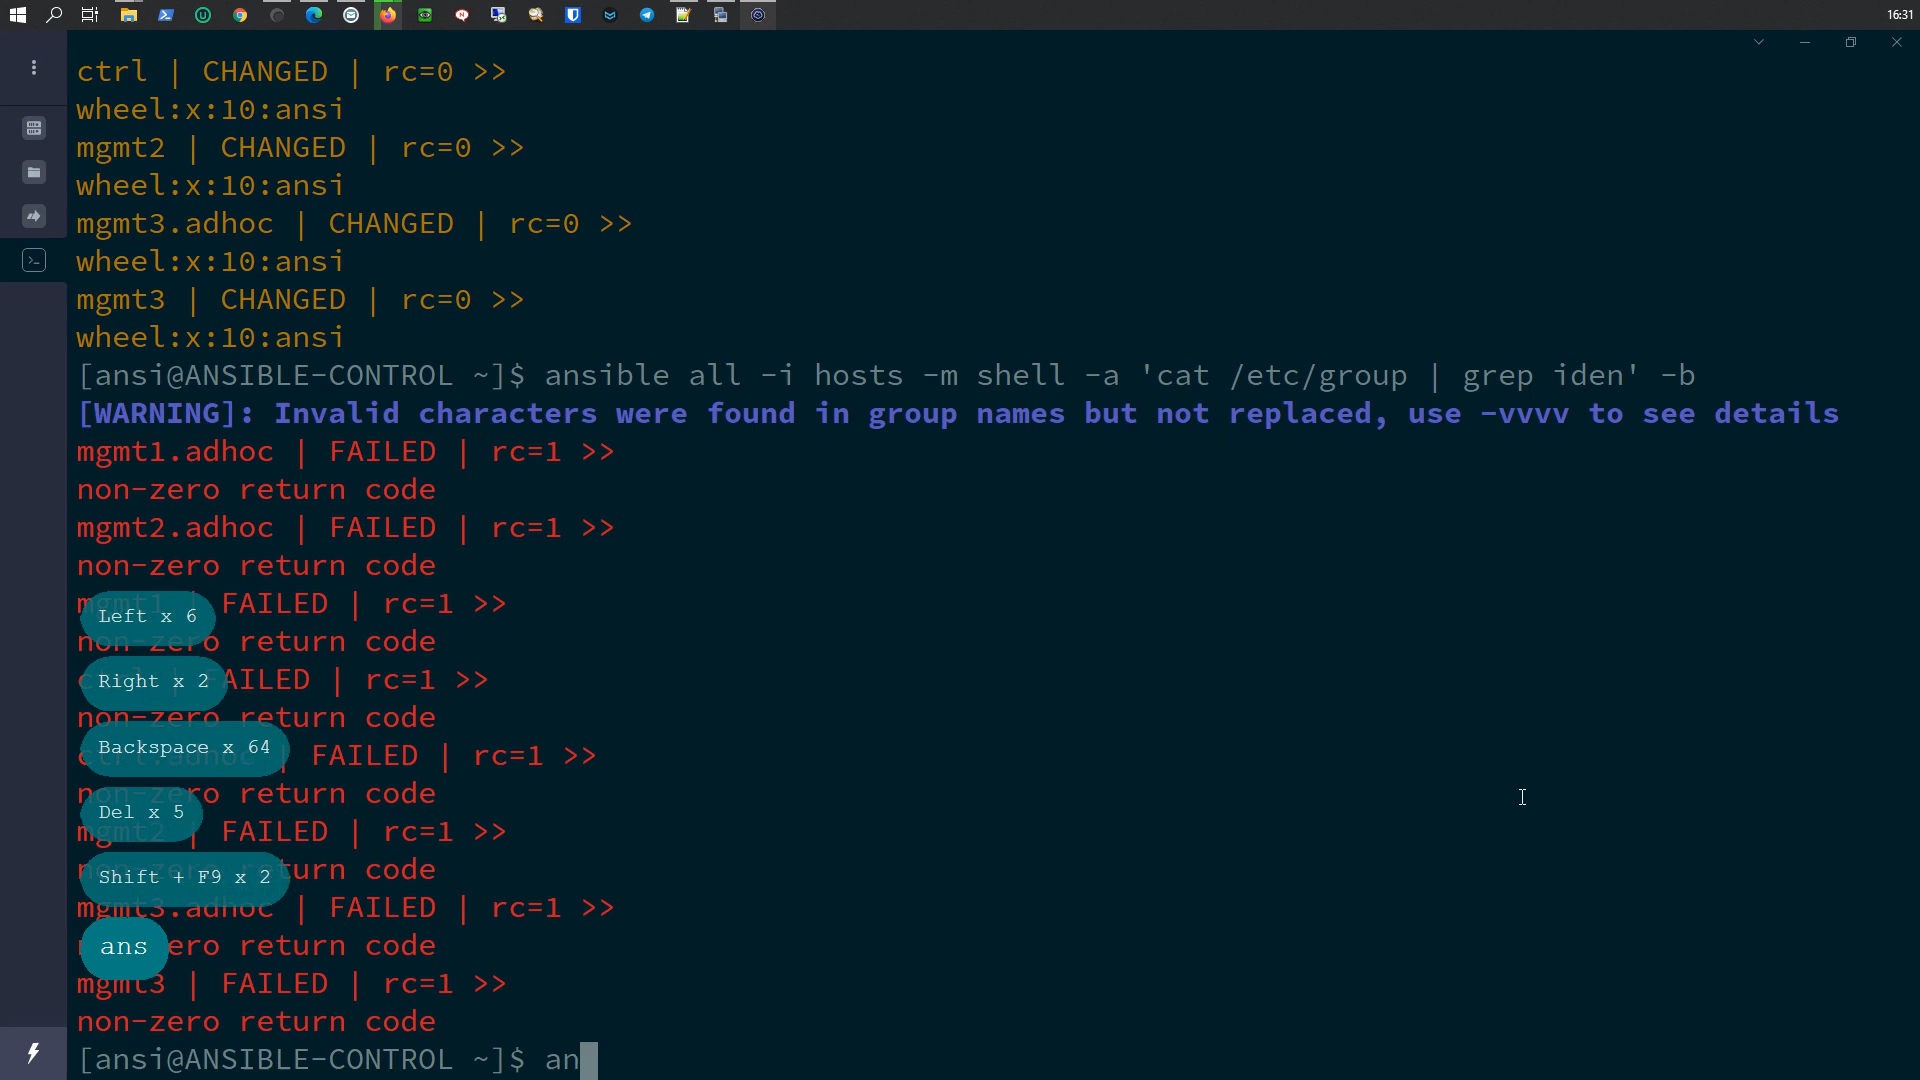 16:31
ctrl | CHANGED | rc=0 >>
wheel:x:10:ansi
mgmt2 | CHANGED | rc=0 >>
wheel:x:10:ansi
mgmt3.adhoc | CHANGED | rc=0 >>
wheel:x:10:ansi
mgmt3 | CHANGED | rc=0 >>
wheel:x:10:ansi
[ansi@ANSIBLE-CONTROL ~]$ ansible all -i hosts -m shell -a 'cat /etc/group | grep iden' -b
[WARNING]: Invalid characters were found in group names but not replaced, use -vvvv to see details
mgmt1.adhoc | FAILED | rc=1 >>
non-zero return code
mgmt2.adhoc | FAILED | rc=1 >>
non-zero return code
mgmt1 | FAILED | rc=1 >>
Left x 6
non-zero return code
ctrl | FAILED | rc=1 >>
Right x 2
non-zero return code
Backspace x 64
ctrl.adhoc | FAILED | rc=1 >>
non-zero return code
Del x 5
mgmt2 | FAILED | rc=1 >>
non-zero return code
Shift + F9 x 2
mgmt3.adhoc | FAILED | rc=1 >>
non-zero return code
ans
mgmt3 | FAILED | rc=1 >>
non-zero return code
[ansi@ANSIBLE-CONTROL ~]$ an